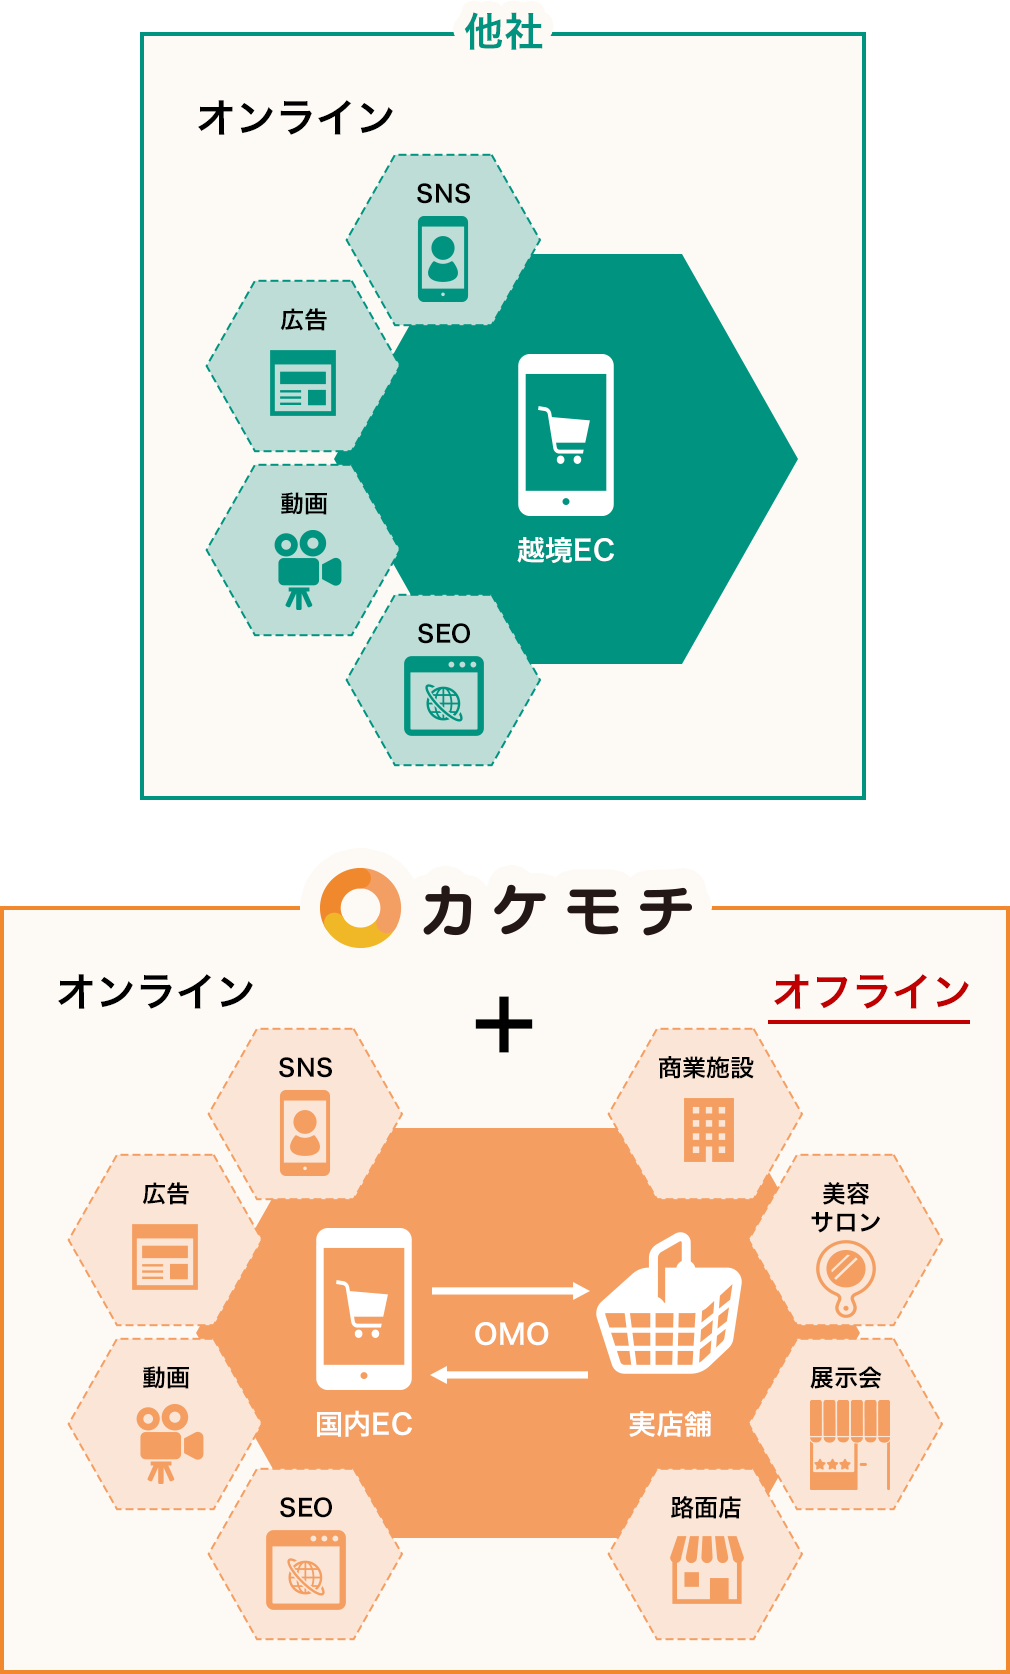 他社
オンライン
SNS
広告
動画
越境EC
SEO
カケモチ
オンライン
オフライン
SNS
商業施設
広告
美容
サロン
OMO
動画
展示会
国内EC
実店舗
SEO
路面店